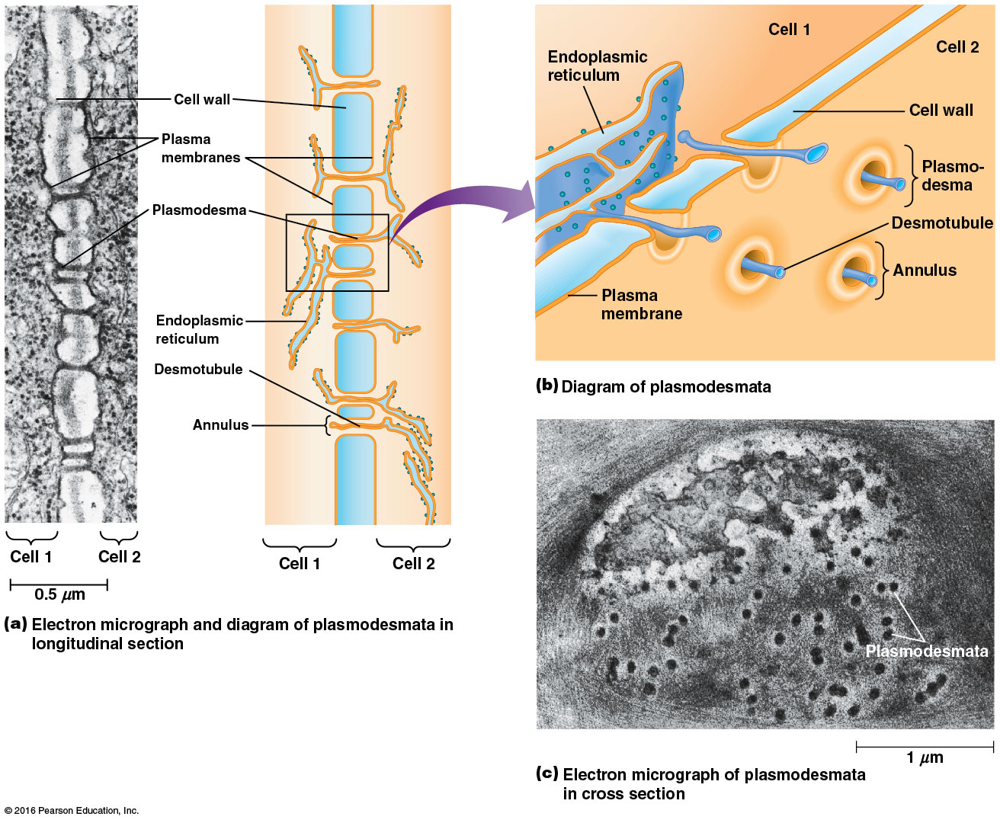 Cell wall
Plasma
membranes
Plasmodesma
Endoplasmic
reticulum
Desmotubule
Annulus
Cell 1
Cell 2
0.5 μm
Cell 1
Cell 2
(a) Electron micrograph and diagram of plasmodesmata in
longitudinal section
Cell 1
Cell 2
Endoplasmic
reticulum
Cell wall
Plasmo-
desma
Desmotubule
Annulus
Plasma
membrane
(b) Diagram of plasmodesmata
Plasmodesmata
1 μm
(c) Electron micrograph of plasmodesmata
in cross section
© 2016 Pearson Education, Inc.